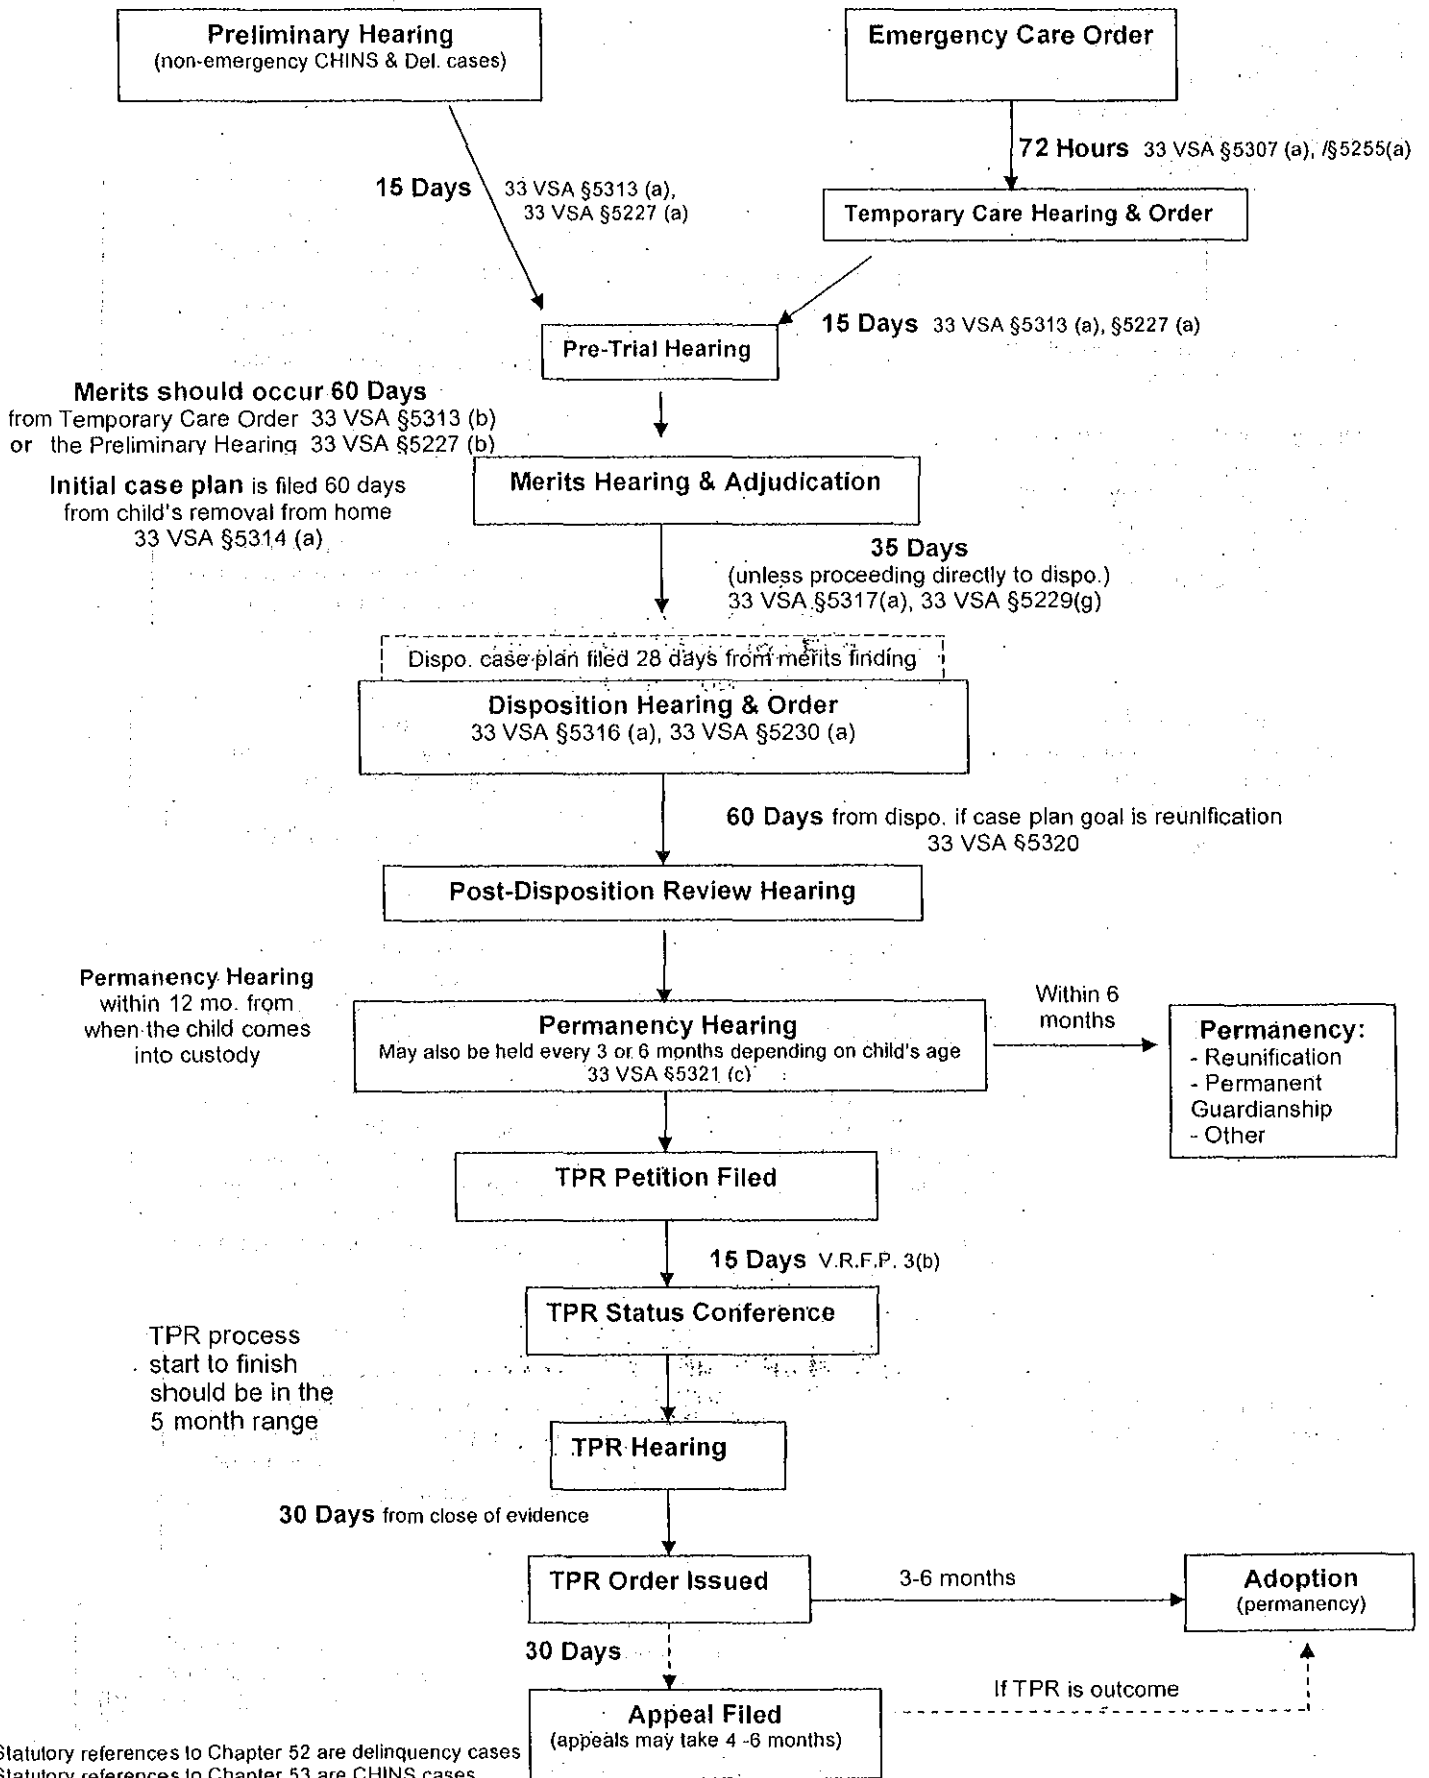 Preliminary Hearing
(non-emergency CHINS & Del. cases)
Emergency Care Order
72 Hours 33 VSA §5307 (a), /§5255(a)
15 Days 33 VSA §5313 (a),
33 VSA §5227 (a)
Temporary Care Hearing & Order
15 Days 33 VSA §5313 (a), §5227 (a)
Pre-Trial Hearing
Merits should occur 60 Days
from Temporary Care Order 33 VSA §5313 (b)
or the Preliminary Hearing 33 VSA §5227 (b)
Merits Hearing & Adjudication
Initial case plan is filed 60 days
from child's removal from home
33 VSA §5314 (a)
35 Days
(unless proceeding directly to dispo.)
33 VSA §5317(a), 33 VSA §5229(g)
Dispo. case plan filed 28 days from merits finding
Disposition Hearing & Order
33 VSA §5316 (a), 33 VSA §5230 (a)
60 Days from dispo. if case plan goal is reunification
33 VSA §5320
Post-Disposition Review Hearing
Permanency Hearing
within 12 mo. from
when the child comes
into custody
Permanency Hearing
May also be held every 3 or 6 months depending on child's age
33 VSA §5321 (c)
Within 6
months
Permanency:
- Reunification
- Permanent
Guardianship
- Other
TPR Petition Filed
15 Days V.R.F.P. 3(b)
TPR Status Conference
TPR process
start to finish
should be in the
5 month range
TPR Hearing
30 Days from close of evidence
TPR Order Issued
3-6 months
Adoption
(permanency)
30 Days
If TPR is outcome
Appeal Filed
(appeals may take 4 -6 months)
Statutory references to Chapter 52 are delinquency cases
Statutory references to Chapter 53 are CHINS cases